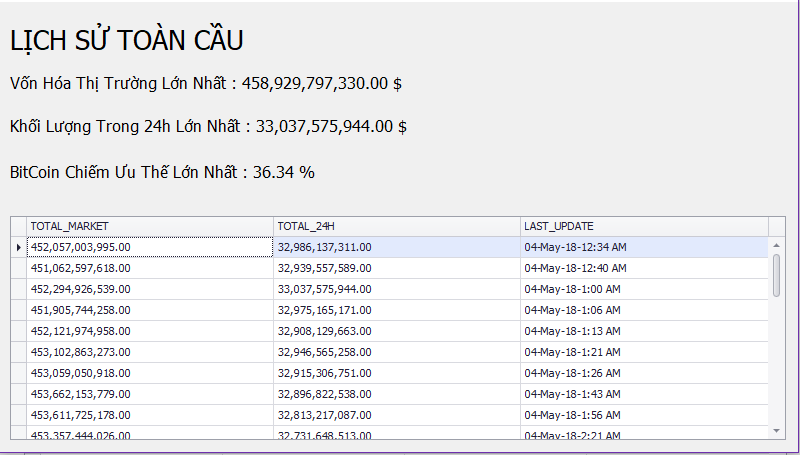 LỊCH SỬ TOÀN CẦU
Vốn Hóa Thị Trường Lớn Nhất : 458,929,797,330.00 $
Khối Lượng Trong 24h Lớn Nhất : 33,037,575,944.00 $
BitCoin Chiếm Ưu Thế Lớn Nhất : 36.34 %
TOTAL_MARKET TOTAL_24H LAST_UPDATE
452,057,003,995.00 32,986,137,311.00 04-May-18-12:34 AM
451,062,597,618.00 32,939,557,589.00 04-May-18-12:40 AM
452,294,926,539.00 33,037,575,944.00 04-May-18-1:00 AM
451,905,744,258.00 32,975,165,171.00 04-May-18-1:06 AM
452,121,974,958.00 32,908,129,663.00 04-May-18-1:13 AM
453,102,863,273.00 32,946,565,258.00 04-May-18-1:21 AM
453,059,050,918.00 32,915,306,751.00 04-May-18-1:26 AM
453,662,153,779.00 32,896,822,538.00 04-May-18-1:43 AM
453,611,725,178.00 32,813,217,087.00 04-May-18-1:56 AM
453,357,444,026.00 32,731,648,513.00 04-May-18-2:21 AM